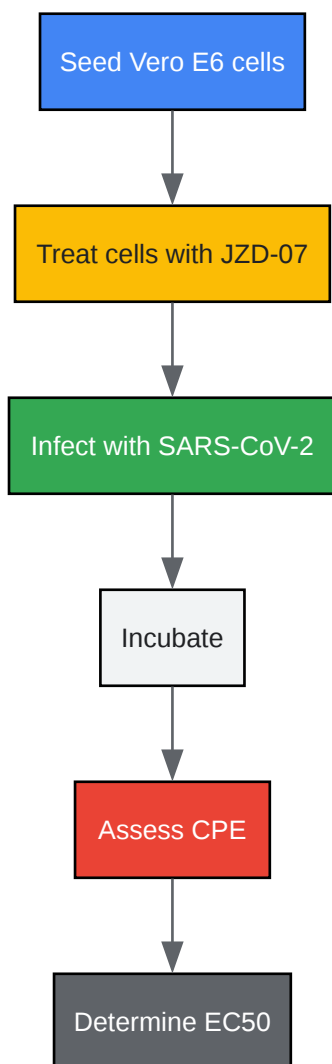 Seed Vero E6 cells
Treat cells with JZD-07
Infect with SARS-CoV-2
Incubate
Assess CPE
Determine EC50